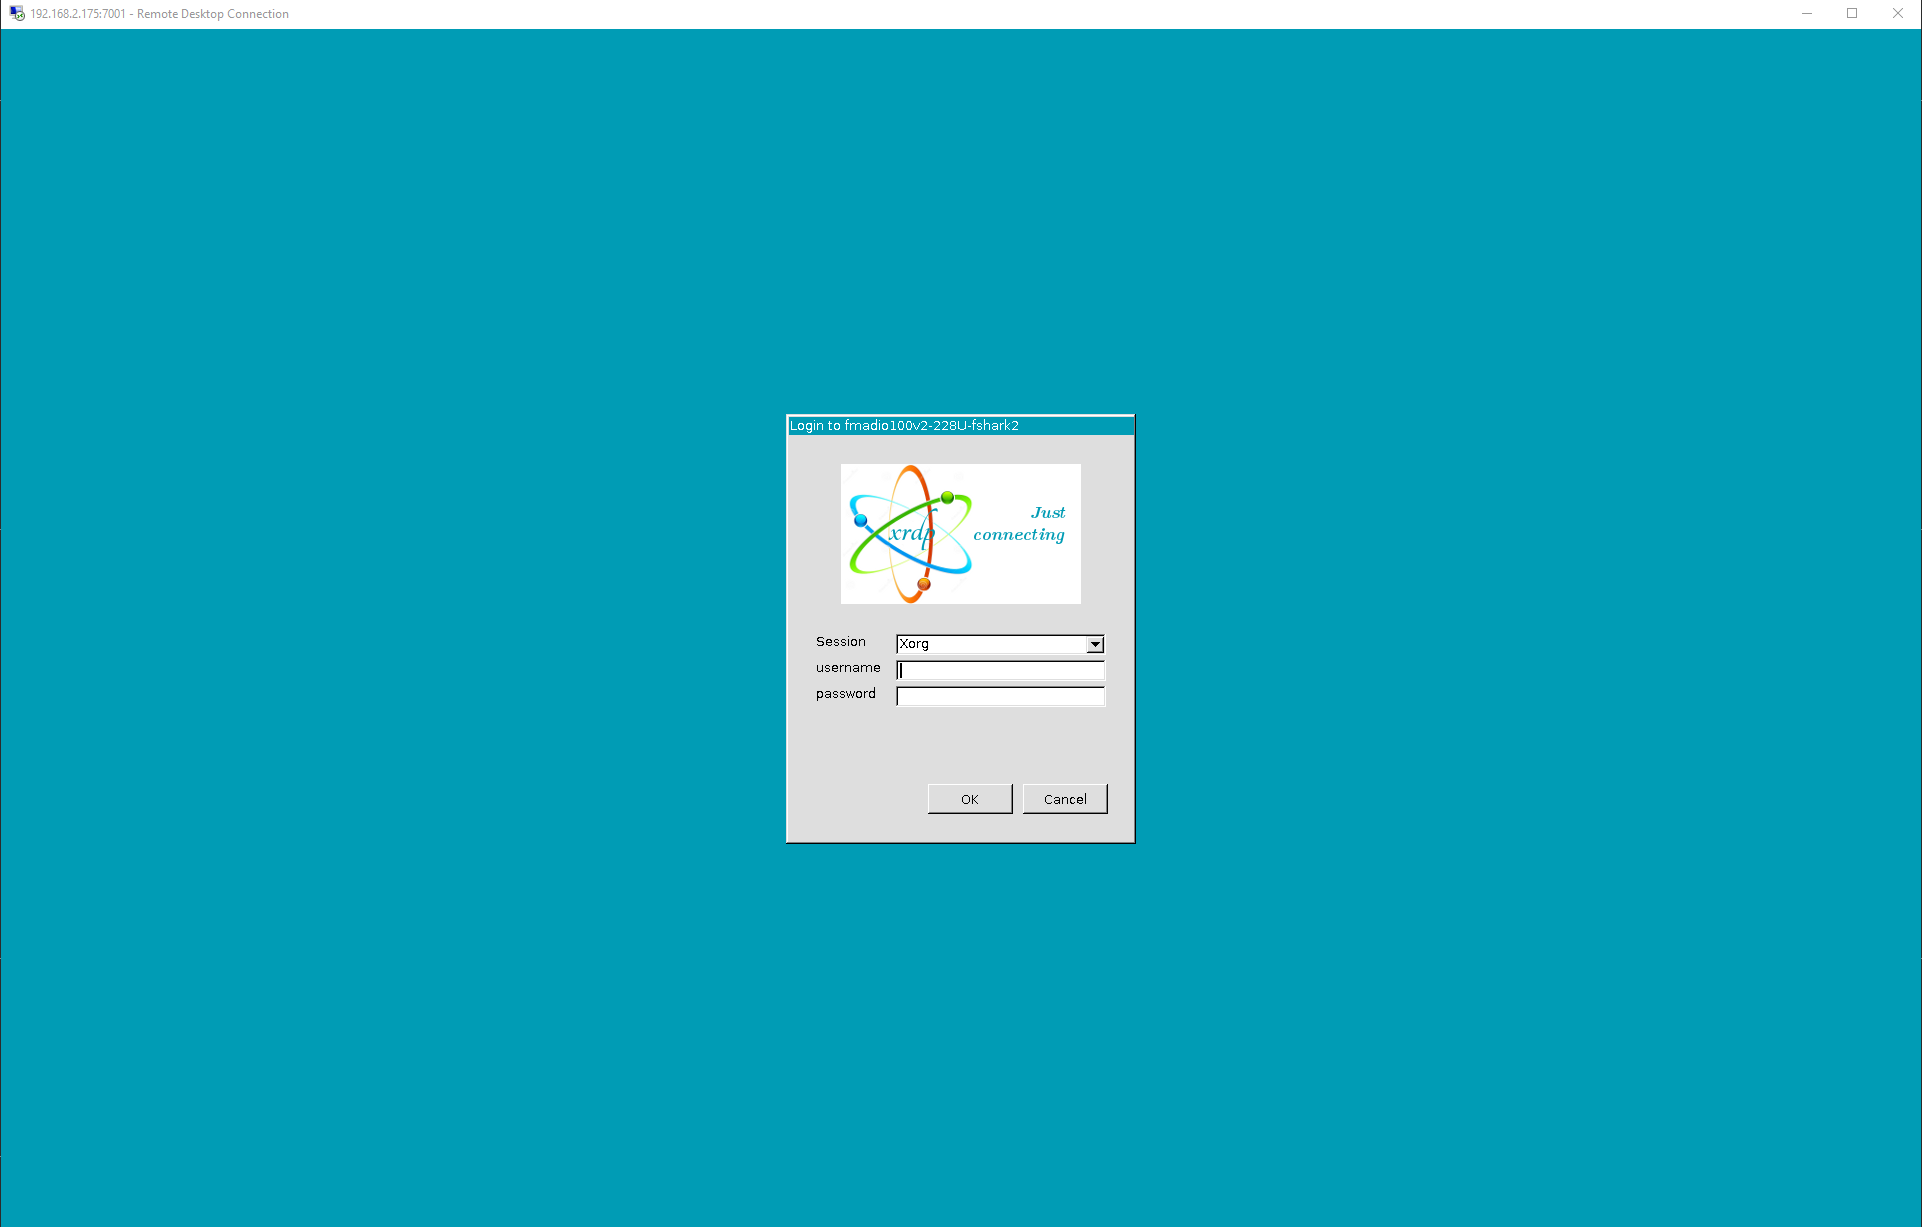 192.168.2.175:7001 - Remote Desktop Connection
Login to fmadio100v2-228U-fshark2
xrdp
Just
connecting
Session Xorg
username
password
OK Cancel